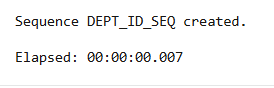 Sequence DEPT_ID_SEQ created.
Elapsed: 00:00:00.007